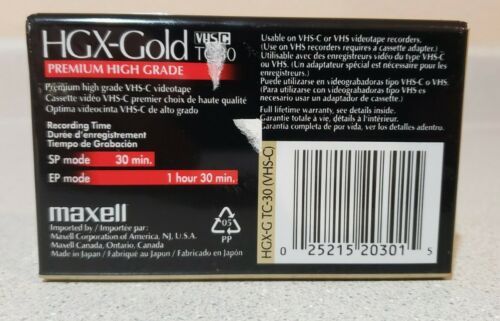 HGX-Gold VHS C TC-30
PREMIUM HIGH GRADE
Premium high grade VHS-C videotape
Cassette vidéo VHS-C premier choix de haute qualité
Optima videocinta VHS-C de alto grado
Recording Time
Durée d'enregistrement
Tiempo de Grabación
SP mode 30 min.
EP mode 1 hour 30 min.
maxell
Imported by / Importé au
Maxell Corporation of America, NJ, U.S.A.
Maxell Canada, Ontario, Canada
Made in Japan / Fabriqué au Japon / Fabricado en Japón
05
PP
Usable on VHS-C or VHS videotape recorders.
(Use on VHS recorders requires a cassette adapter.)
Utilisable avec des enregistreurs vidéo du type VHS-C
ou VHS. (Un adaptateur spécial est nécessaire pour les
enregistreurs.)
Puede utilizarse en videograbadoras tipo VHS-C o VHS.
(Para utilizarse con videograbadoras tipo VHS es
necesario usar un adaptador de cassette.)
Full lifetime warranty, see details inside.
Garantie totale à vie, détails à l'intérieur.
Garantía completa de por vida, ver los detalles adentro.
HGX-G TC-30 (VHS-C)
0 25215 20301 5